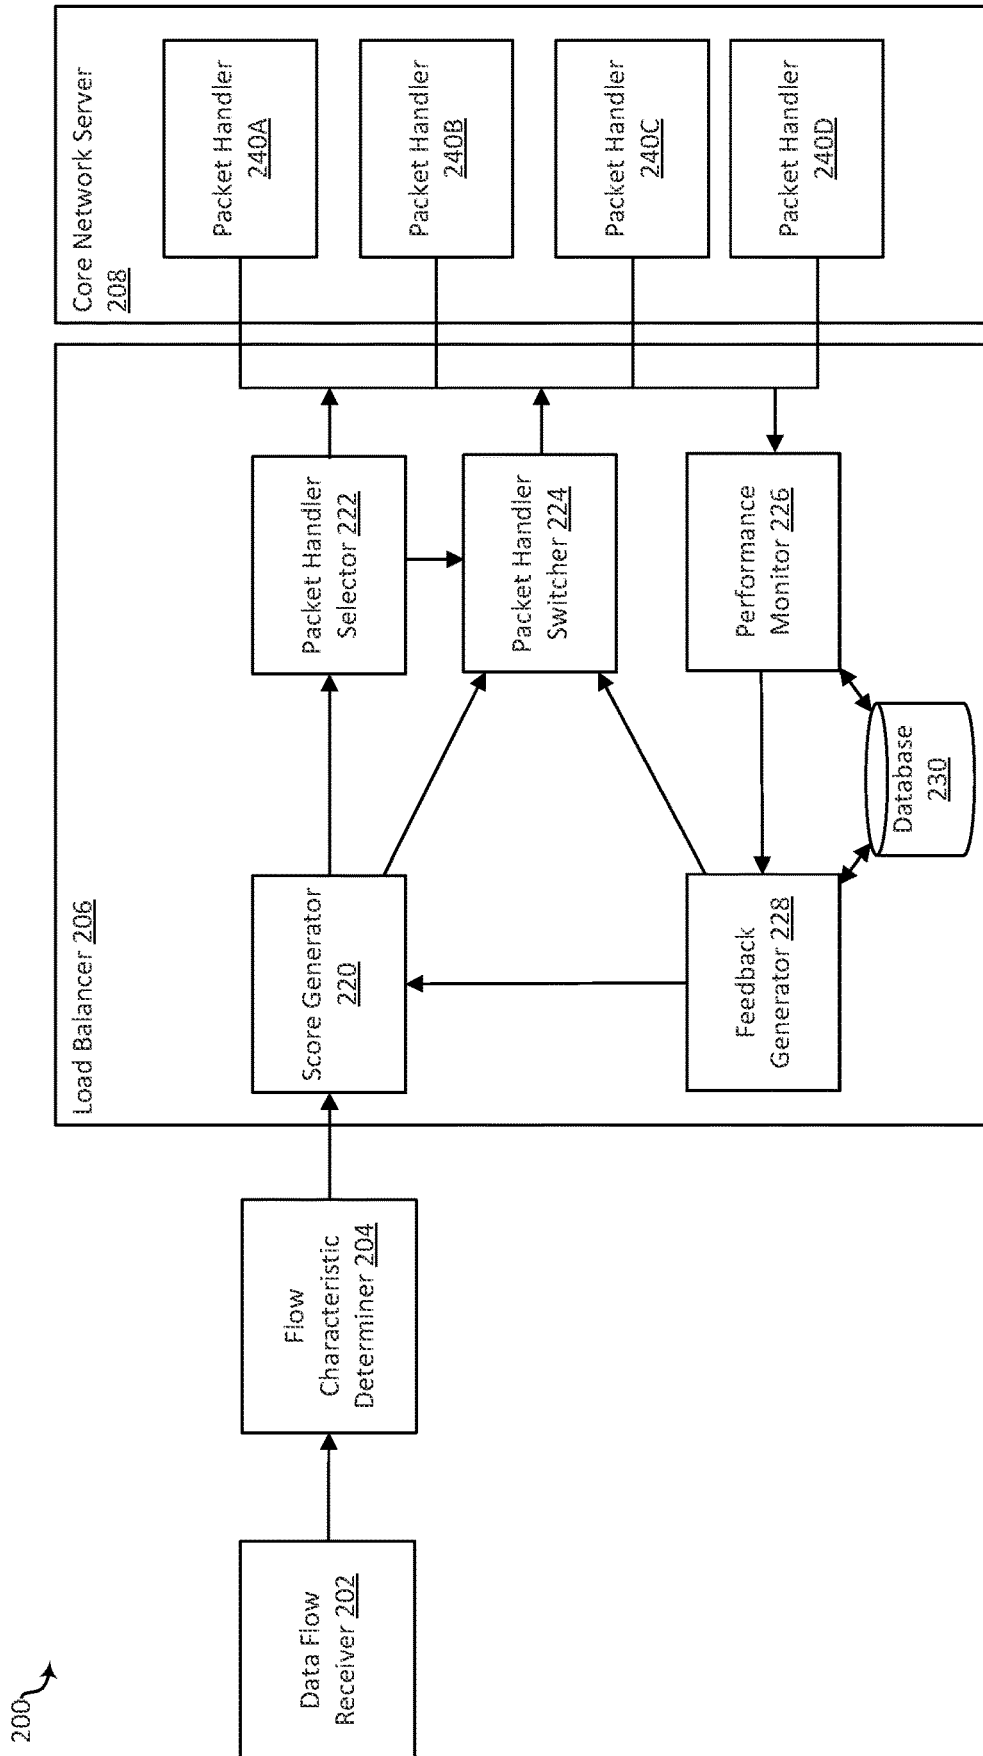 200
Data Flow
Receiver 202
Flow
Characteristic
Determiner 204
Load Balancer 206
Score Generator
220
Packet Handler
Selector 222
Packet Handler
Switcher 224
Feedback
Generator 228
Performance
Monitor 226
Database
230
Core Network Server
208
Packet Handler
240A
Packet Handler
240B
Packet Handler
240C
Packet Handler
240D